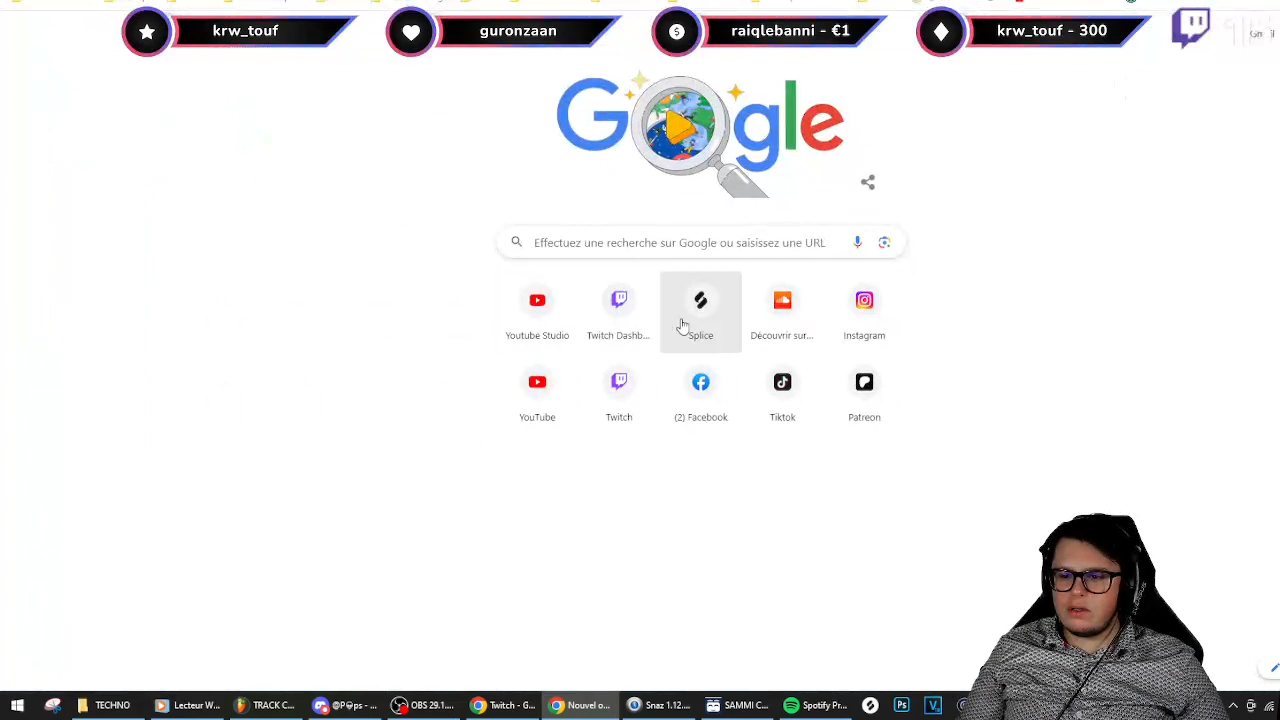 krw_touf
guronzaan
raiqlebanni - €1
krw_touf - 300
Google
Effectuez une recherche sur Google ou saisissez une URL
Youtube Studio
Twitch Dashb...
Splice
Découvrir sur...
Instagram
YouTube
Twitch
(2) Facebook
Tiktok
Patreon
TECHNO
Lecteur W...
TRACK C...
OBS 29.1...
Twitch - G...
Nouvel o...
Snaz 1.12...
SAMMI C...
Spotify Pr...
Ps
V